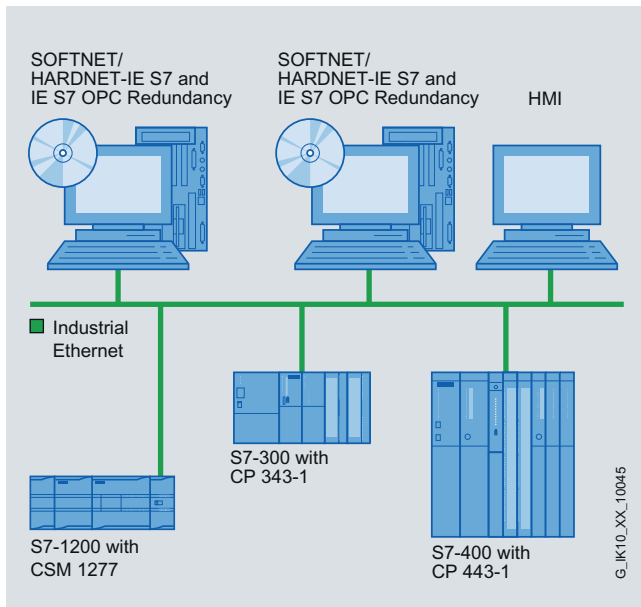 SOFTNET/
HARDNET-IE S7 and
IE S7 OPC Redundancy
SOFTNET/
HARDNET-IE S7 and
IE S7 OPC Redundancy
HMI
Industrial
Ethernet
S7-300 with
CP 343-1
S7-1200 with
CSM 1277
S7-400 with
CP 443-1
G_IK10_XX_10045